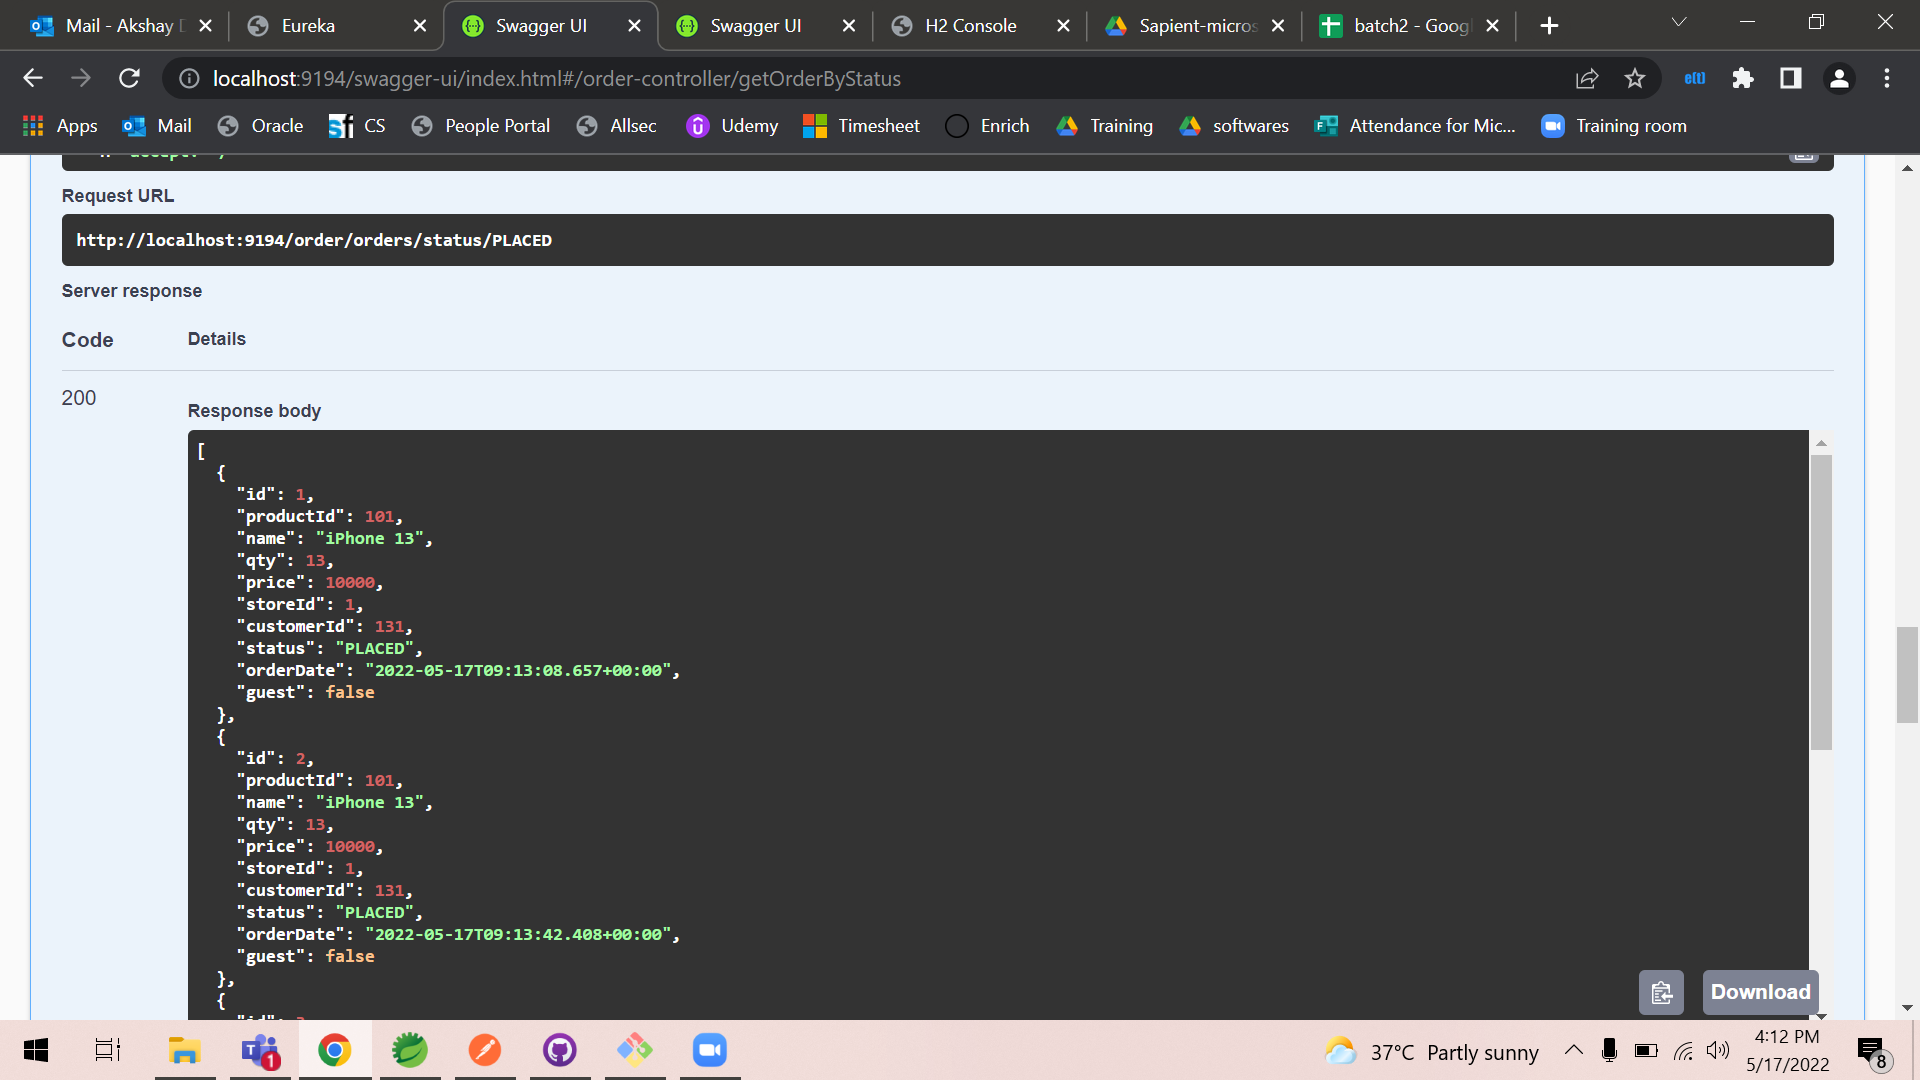 Mail - Akshay D
Eureka
Swagger UI
Swagger UI
H2 Console
Sapient-micros
batch2 - Goog
localhost:9194/swagger-ui/index.html#/order-controller/getOrderByStatus
e(t)
Apps
Mail
Oracle
CS
People Portal
Allsec
Udemy
Timesheet
Enrich
Training
softwares
Attendance for Mic...
Training room
Request URL
http://localhost:9194/order/orders/status/PLACED
Server response
Code Details
200
Response body
[
{
"id": 1,
"productId": 101,
"name": "iPhone 13",
"qty": 13,
"price": 10000,
"storeId": 1,
"customerId": 131,
"status": "PLACED",
"orderDate": "2022-05-17T09:13:08.657+00:00",
"guest": false
},
{
"id": 2,
"productId": 101,
"name": "iPhone 13",
"qty": 13,
"price": 10000,
"storeId": 1,
"customerId": 131,
"status": "PLACED",
"orderDate": "2022-05-17T09:13:42.408+00:00",
"guest": false
},
{
Download
1
37°C Partly sunny
4:12 PM
5/17/2022
8